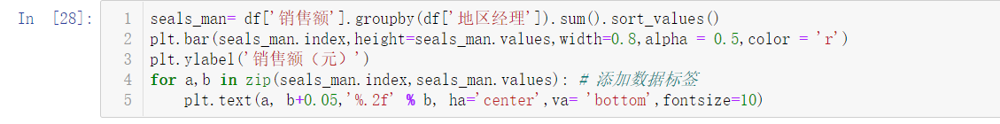 In [28]:
1 seals_man= df['销售额'].groupby(df['地区经理']).sum().sort_values()
2 plt.bar(seals_man.index,height=seals_man.values,width=0.8,alpha = 0.5,color = 'r')
3 plt.ylabel('销售额（元）')
4 for a,b in zip(seals_man.index,seals_man.values): # 添加数据标签
5     plt.text(a, b+0.05,'%.2f' % b, ha='center',va= 'bottom',fontsize=10)